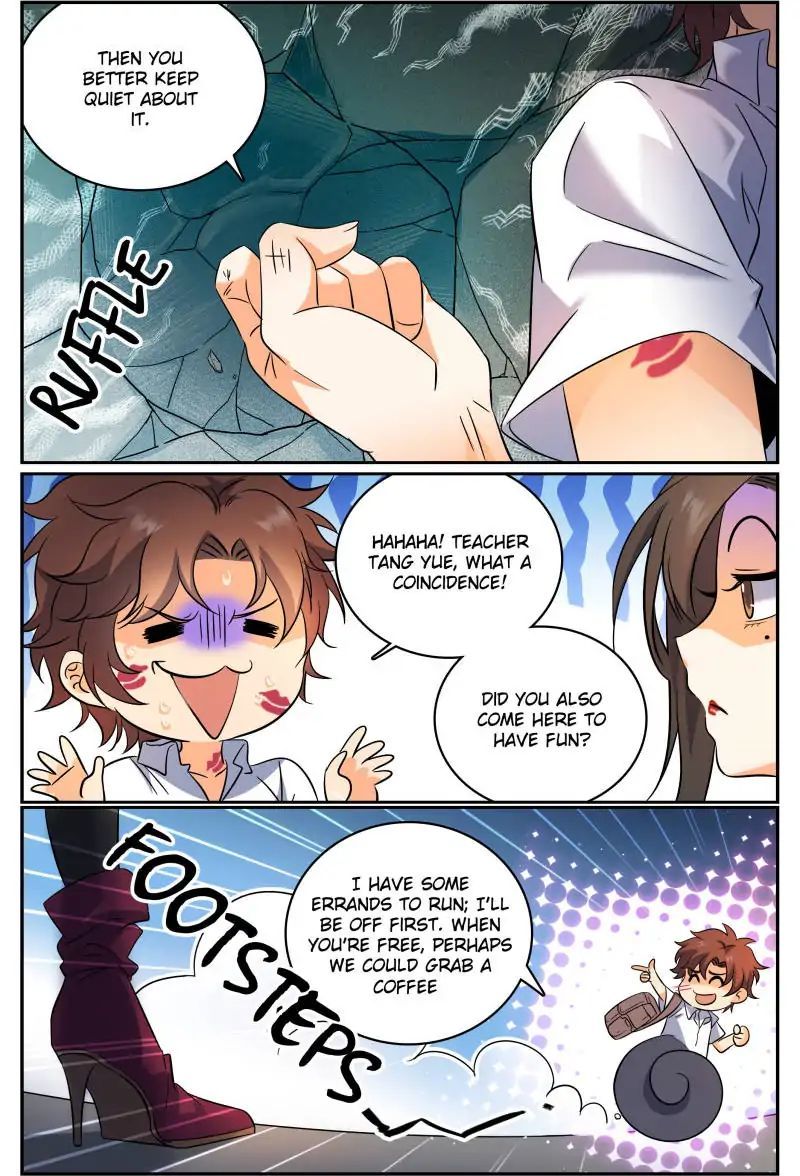 THEN YOU
BETTER KEEP
QUIET ABOUT
IT.
RUFFLE
HAHAHA! TEACHER
TANG YUE, WHAT A
COINCIDENCE!
DID YOU ALSO
COME HERE TO
HAVE FUN?
FOOTSTEPS
I HAVE SOME
ERRANDS TO RUN; I'LL
BE OFF FIRST. WHEN
YOU'RE FREE, PERHAPS
WE COULD GRAB A
COFFEE